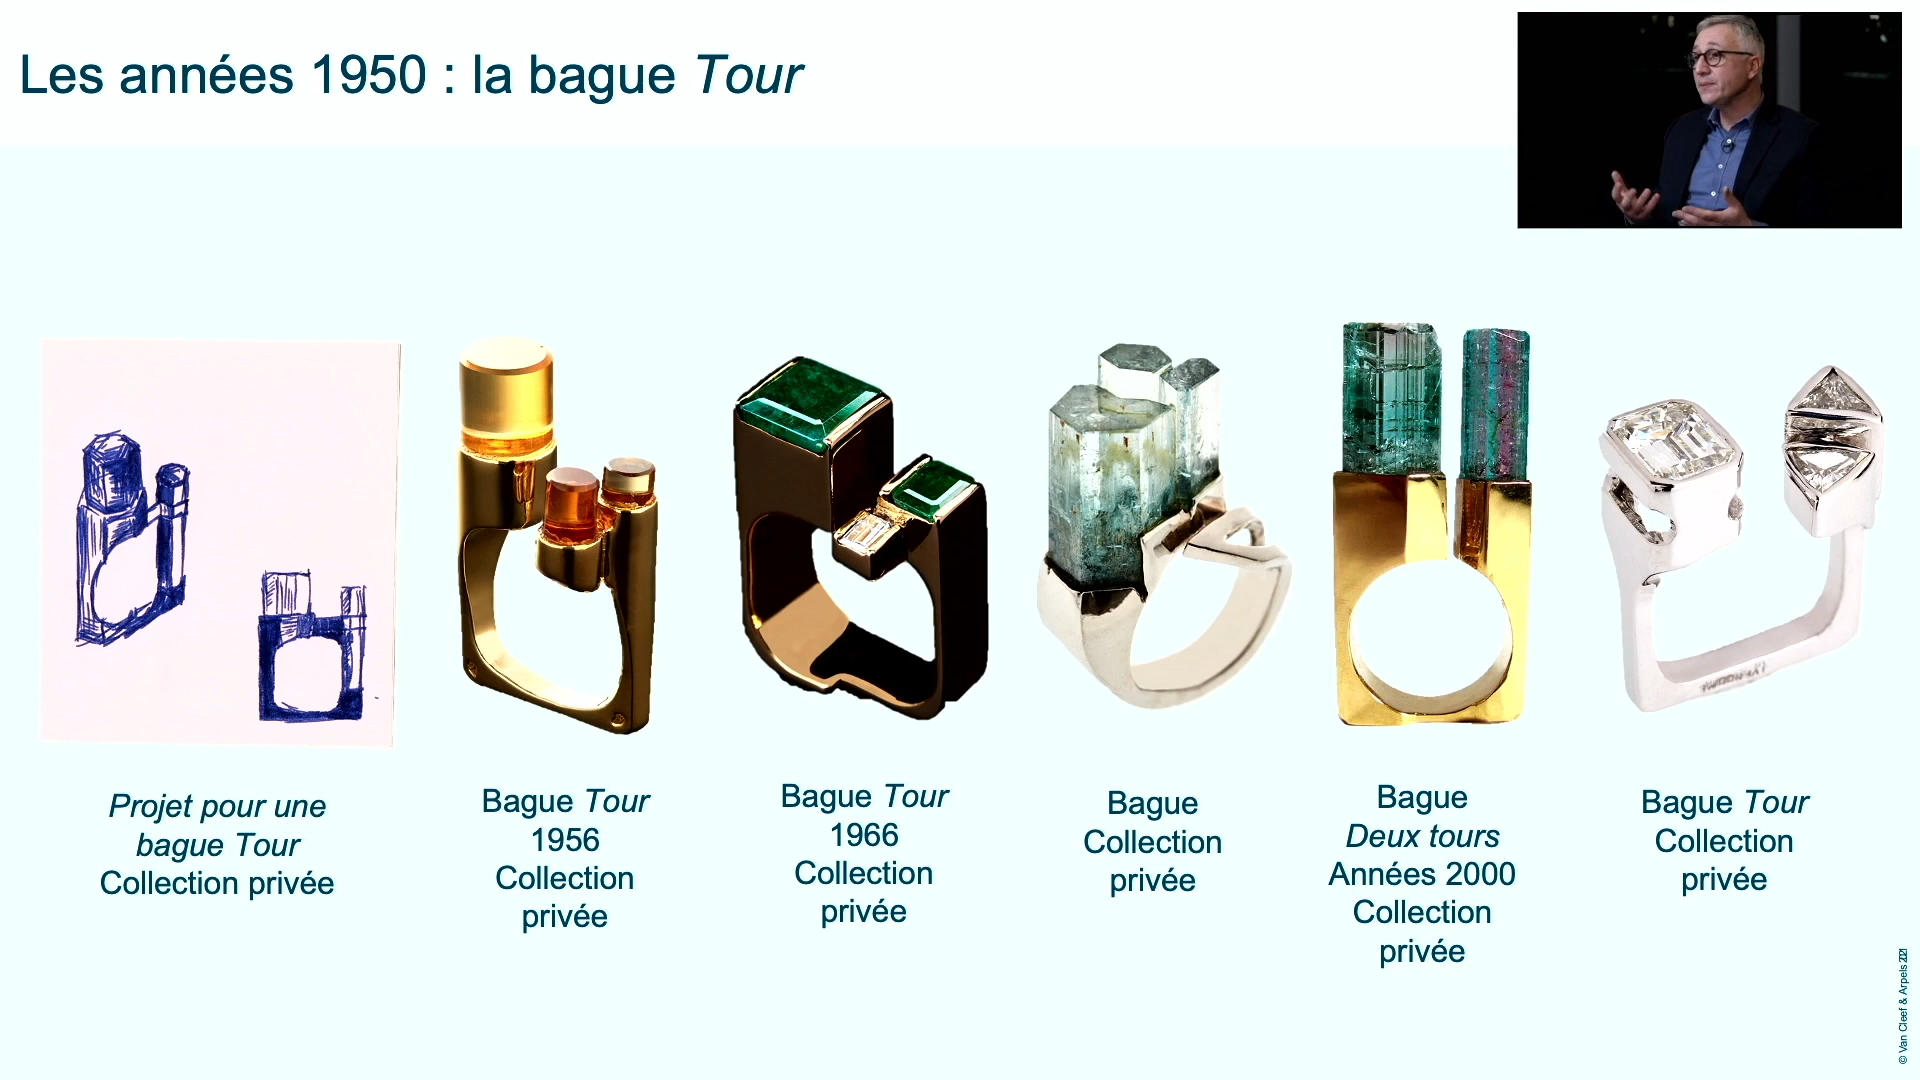 Les années 1950 : la bague Tour
Projet pour une
bague Tour
Collection privée
Bague Tour
1956
Collection
privée
Bague Tour
1966
Collection
privée
Bague
Collection
privée
Bague
Deux tours
Années 2000
Collection
privée
Bague Tour
Collection
privée
© Van Cleef & Arpels